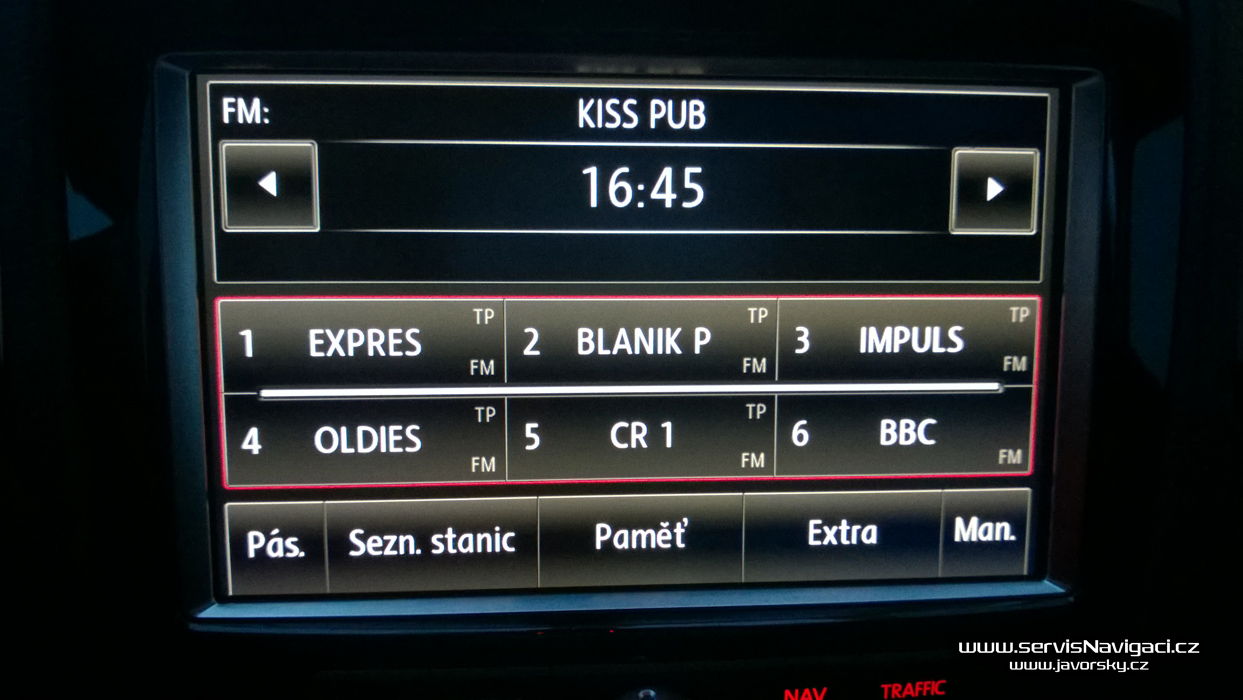 FM: KISS PUB
16:45
1 EXPRES TP FM 2 BLANIK P TP FM 3 IMPULS TP FM
4 OLDIES TP FM 5 CR 1 TP FM 6 BBC FM
Pás. Sezn. stanic Paměť Extra Man.
www.servisNavigaci.cz
www.javorsky.cz
NAV TRAFFIC